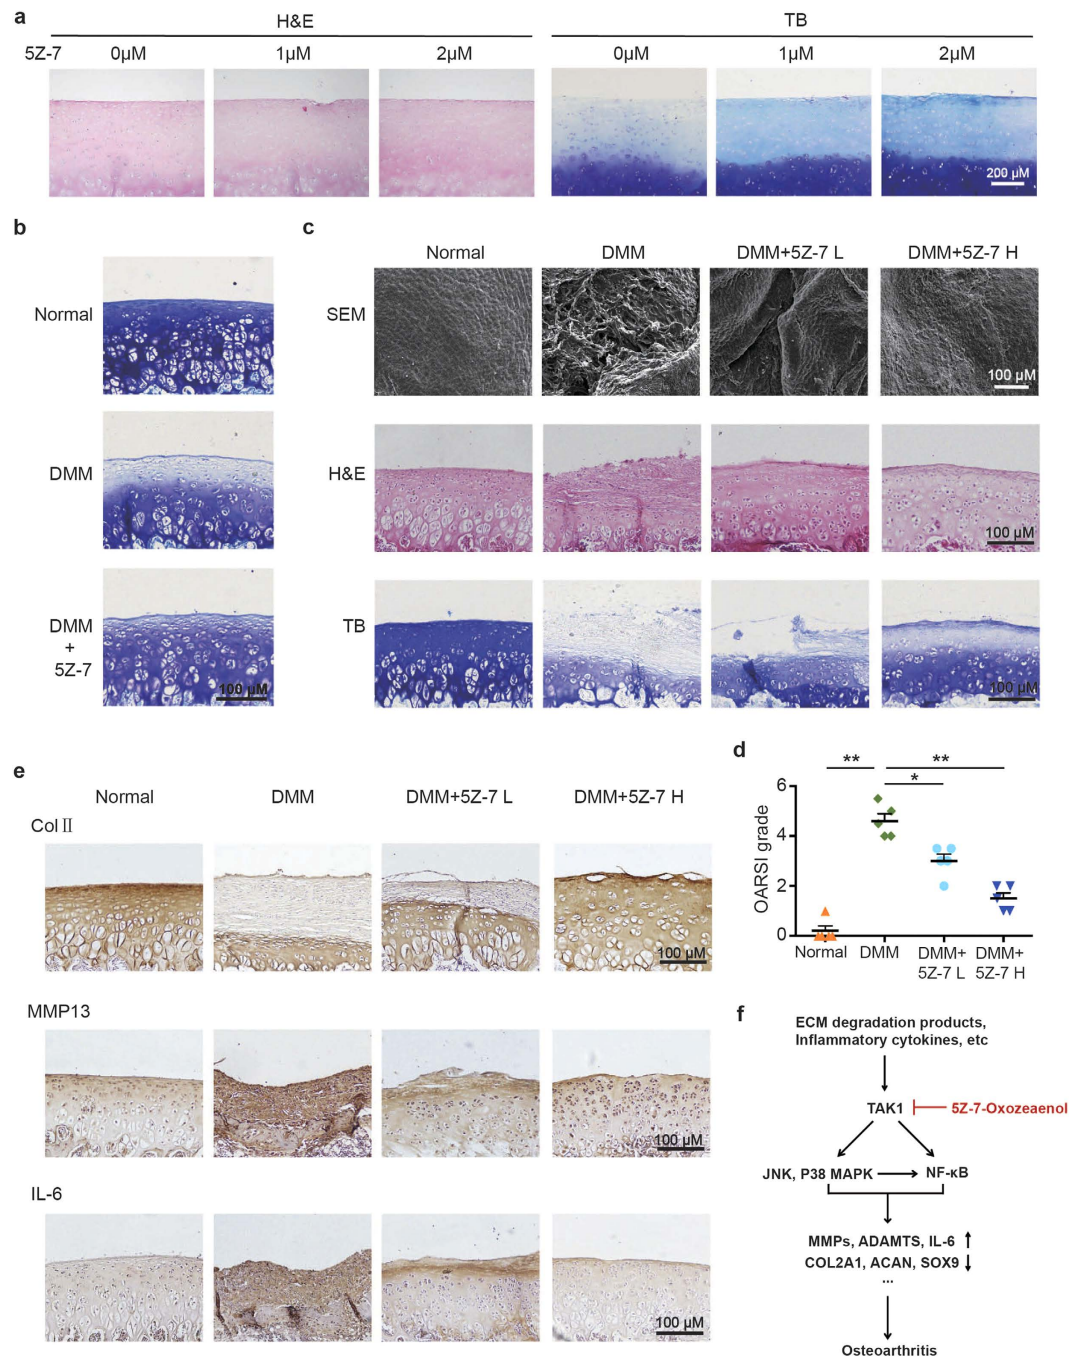 a
H&E
TB
5Z-7
0μM
1μM
2μM
0μM
1μM
2μM
200 μM
b
Normal
DMM
DMM
+
5Z-7
100 μM
c
Normal
DMM
DMM+5Z-7 L
DMM+5Z-7 H
SEM
100 μM
H&E
100 μM
TB
100 μM
d
**
**
*
OARSI grade
6
4
2
0
Normal
DMM
DMM+
5Z-7 L
DMM+
5Z-7 H
e
Normal
DMM
DMM+5Z-7 L
DMM+5Z-7 H
Col Ⅱ
100 μM
MMP13
100 μM
IL-6
100 μM
f
ECM degradation products,
Inflammatory cytokines, etc
TAK1
5Z-7-Oxozeaenol
JNK, P38 MAPK
NF-κB
MMPs, ADAMTS, IL-6
COL2A1, ACAN, SOX9
...
Osteoarthritis